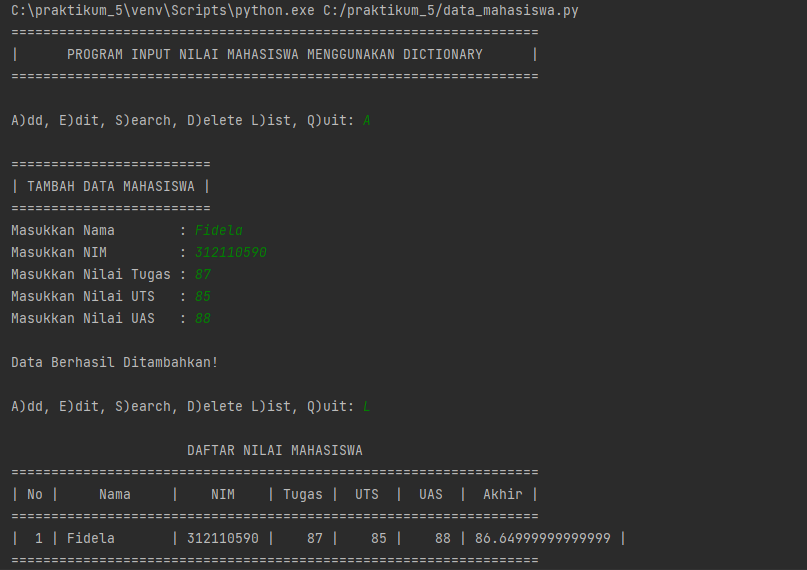 C:\praktikum_5\venv\Scripts\python.exe C:/praktikum_5/data_mahasiswa.py
==================================================================
|      PROGRAM INPUT NILAI MAHASISWA MENGGUNAKAN DICTIONARY      |
==================================================================
A)dd, E)dit, S)earch, D)elete L)ist, Q)uit: A
=========================
| TAMBAH DATA MAHASISWA |
=========================
Masukkan Nama        : Fidela
Masukkan NIM         : 312110590
Masukkan Nilai Tugas : 87
Masukkan Nilai UTS   : 85
Masukkan Nilai UAS   : 88
Data Berhasil Ditambahkan!
A)dd, E)dit, S)earch, D)elete L)ist, Q)uit: L
                      DAFTAR NILAI MAHASISWA
==================================================================
| No |     Nama     |    NIM    | Tugas |  UTS  |  UAS  |  Akhir |
==================================================================
|  1 | Fidela       | 312110590 |    87 |    85 |    88 | 86.64999999999999 |
==================================================================